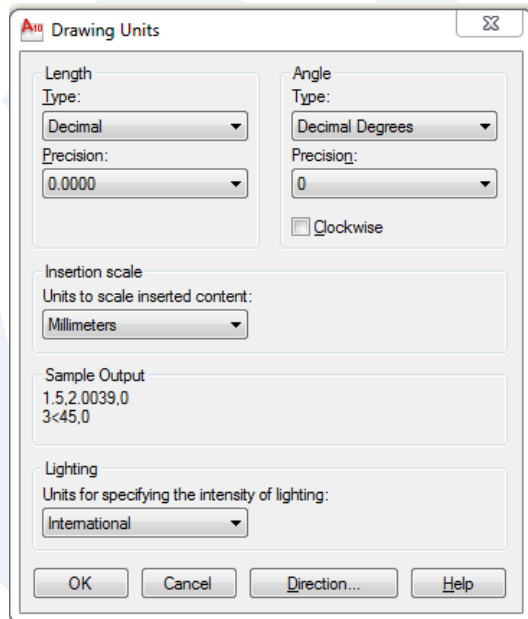 A10 Drawing Units
Length
Type:
Decimal
Precision:
0.0000
Angle
Type:
Decimal Degrees
Precision:
0
Clockwise
Insertion scale
Units to scale inserted content:
Millimeters
Sample Output
1.5,2.0039,0
3<45,0
Lighting
Units for specifying the intensity of lighting:
International
OK Cancel Direction... Help